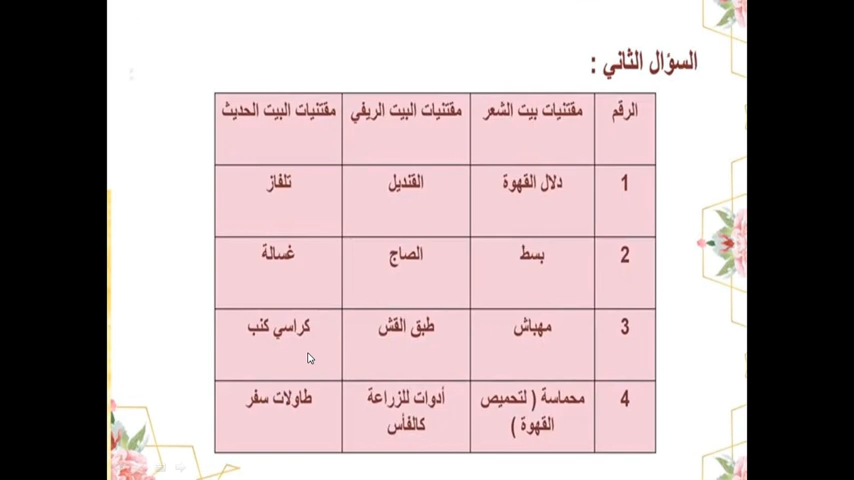 السؤال الثاني :
الرقم مقتنيات بيت الشعر مقتنيات البيت الريفي مقتنيات البيت الحديث
1 دلال القهوة القنديل تلفاز
2 بسط الصاج غسالة
3 مهباش طبق القش كراسي كنب
4 محماسة ( لتحميص أدوات للزراعة طاولات سفر
القهوة ) كالفأس